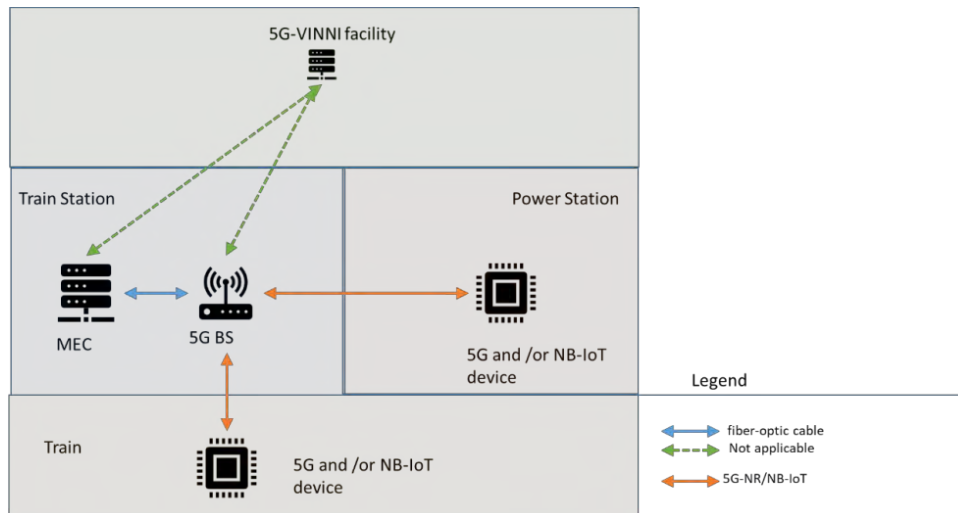 5G-VINNI facility
Train Station
Power Station
MEC
5G BS
5G and /or NB-IoT
device
Legend
fiber-optic cable
Not applicable
5G-NR/NB-IoT
Train
5G and /or NB-IoT
device